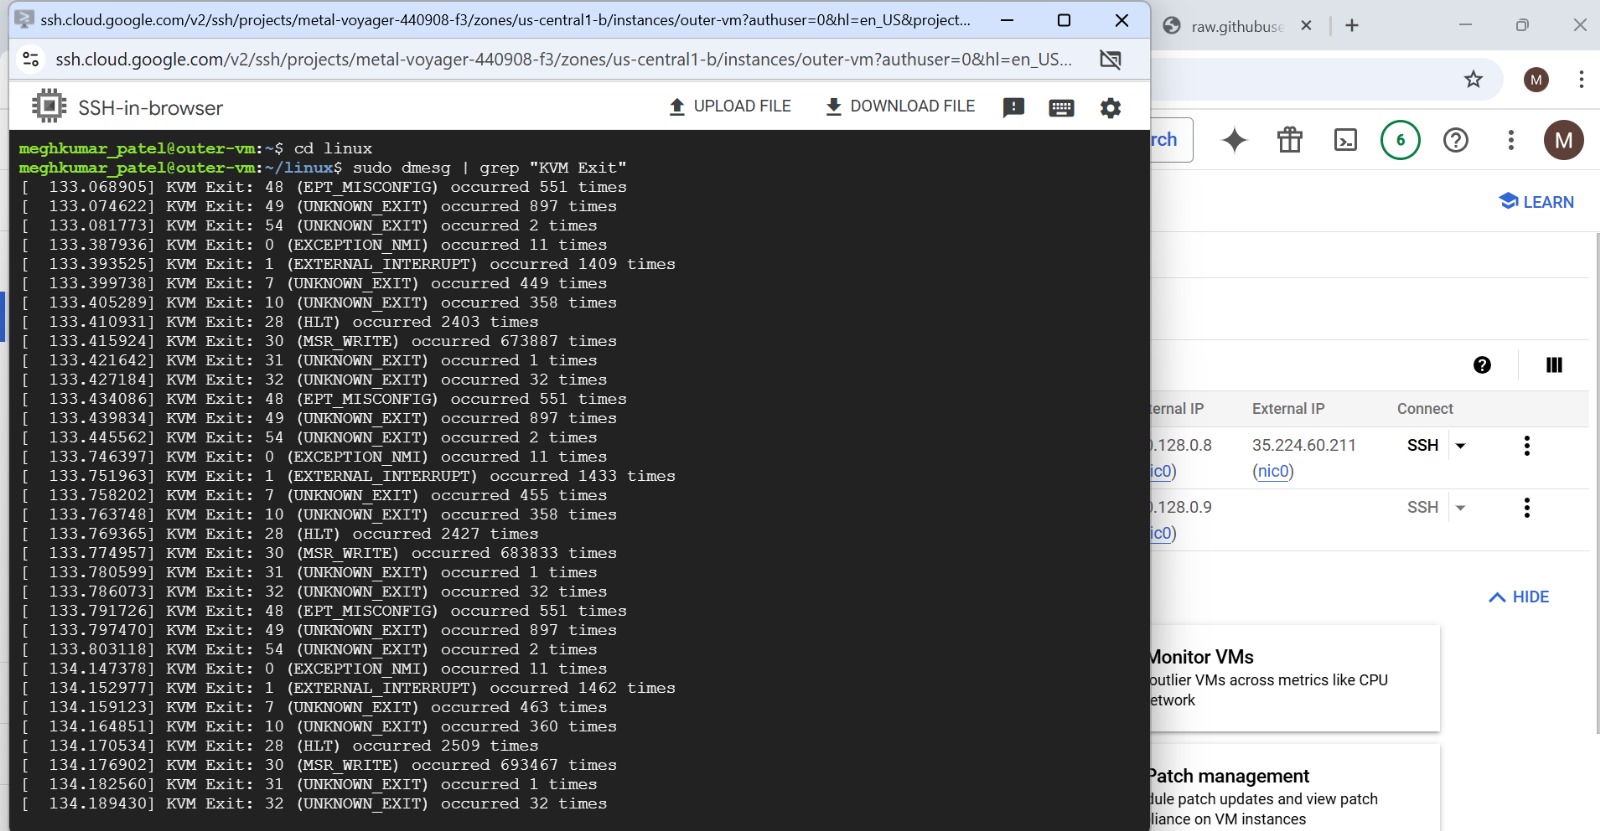 ssh.cloud.google.com/v2/ssh/projects/metal-voyager-440908-f3/zones/us-central1-b/instances/outer-vm?authuser=0&hl=en_US&project...
raw.githubuse
ssh.cloud.google.com/v2/ssh/projects/metal-voyager-440908-f3/zones/us-central1-b/instances/outer-vm?authuser=0&hl=en_US...
M
SSH-in-browser
UPLOAD FILE
DOWNLOAD FILE
rch
6
M
LEARN
meghkumar_patel@outer-vm:~$ cd linux
meghkumar_patel@outer-vm:~/linux$ sudo dmesg | grep "KVM Exit"
[  133.068905] KVM Exit: 48 (EPT_MISCONFIG) occurred 551 times
[  133.074622] KVM Exit: 49 (UNKNOWN_EXIT) occurred 897 times
[  133.081773] KVM Exit: 54 (UNKNOWN_EXIT) occurred 2 times
[  133.387936] KVM Exit: 0 (EXCEPTION_NMI) occurred 11 times
[  133.393525] KVM Exit: 1 (EXTERNAL_INTERRUPT) occurred 1409 times
[  133.399738] KVM Exit: 7 (UNKNOWN_EXIT) occurred 449 times
[  133.405289] KVM Exit: 10 (UNKNOWN_EXIT) occurred 358 times
[  133.410931] KVM Exit: 28 (HLT) occurred 2403 times
[  133.415924] KVM Exit: 30 (MSR_WRITE) occurred 673887 times
[  133.421642] KVM Exit: 31 (UNKNOWN_EXIT) occurred 1 times
[  133.427184] KVM Exit: 32 (UNKNOWN_EXIT) occurred 32 times
[  133.434086] KVM Exit: 48 (EPT_MISCONFIG) occurred 551 times
[  133.439834] KVM Exit: 49 (UNKNOWN_EXIT) occurred 897 times
[  133.445562] KVM Exit: 54 (UNKNOWN_EXIT) occurred 2 times
[  133.746397] KVM Exit: 0 (EXCEPTION_NMI) occurred 11 times
[  133.751963] KVM Exit: 1 (EXTERNAL_INTERRUPT) occurred 1433 times
[  133.758202] KVM Exit: 7 (UNKNOWN_EXIT) occurred 455 times
[  133.763748] KVM Exit: 10 (UNKNOWN_EXIT) occurred 358 times
[  133.769365] KVM Exit: 28 (HLT) occurred 2427 times
[  133.774957] KVM Exit: 30 (MSR_WRITE) occurred 683833 times
[  133.780599] KVM Exit: 31 (UNKNOWN_EXIT) occurred 1 times
[  133.786073] KVM Exit: 32 (UNKNOWN_EXIT) occurred 32 times
[  133.791726] KVM Exit: 48 (EPT_MISCONFIG) occurred 551 times
[  133.797470] KVM Exit: 49 (UNKNOWN_EXIT) occurred 897 times
[  133.803118] KVM Exit: 54 (UNKNOWN_EXIT) occurred 2 times
[  134.147378] KVM Exit: 0 (EXCEPTION_NMI) occurred 11 times
[  134.152977] KVM Exit: 1 (EXTERNAL_INTERRUPT) occurred 1462 times
[  134.159123] KVM Exit: 7 (UNKNOWN_EXIT) occurred 463 times
[  134.164851] KVM Exit: 10 (UNKNOWN_EXIT) occurred 360 times
[  134.170534] KVM Exit: 28 (HLT) occurred 2509 times
[  134.176902] KVM Exit: 30 (MSR_WRITE) occurred 693467 times
[  134.182560] KVM Exit: 31 (UNKNOWN_EXIT) occurred 1 times
[  134.189430] KVM Exit: 32 (UNKNOWN_EXIT) occurred 32 times
ternal IP External IP Connect
.128.0.8 35.224.60.211 SSH
ic0) (nic0)
.128.0.9 SSH
ic0)
HIDE
Monitor VMs
outlier VMs across metrics like CPU
etwork
Patch management
dule patch updates and view patch
liance on VM instances